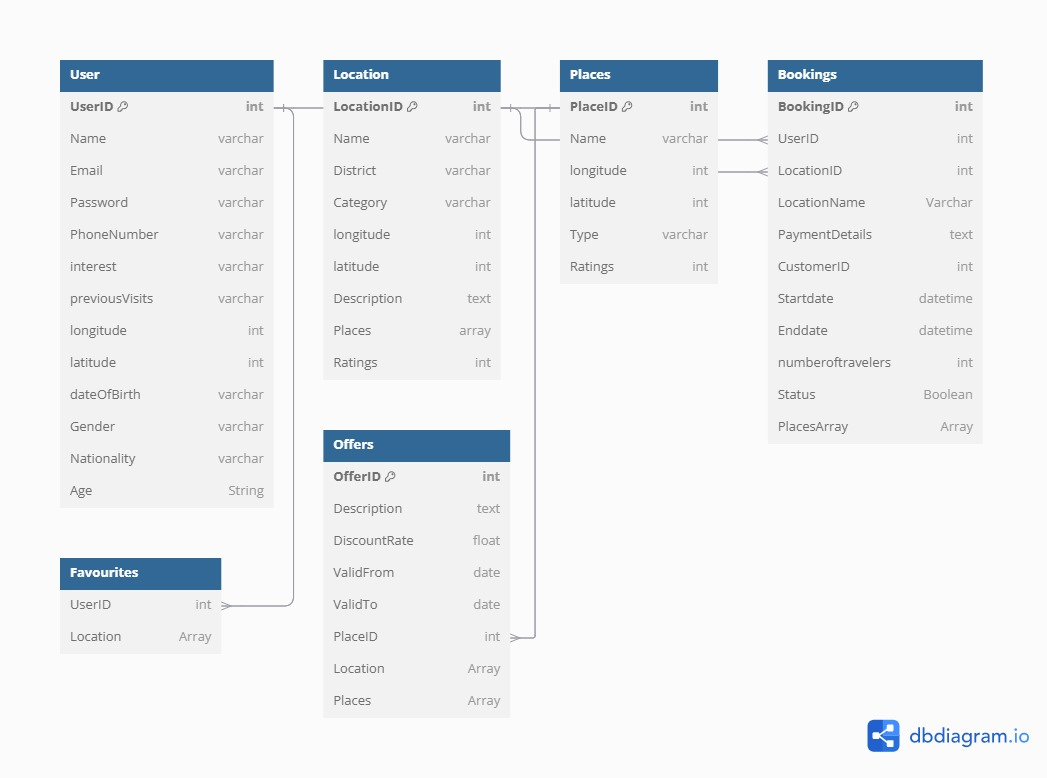 User
UserID int
Name varchar
Email varchar
Password varchar
PhoneNumber varchar
interest varchar
previousVisits varchar
longitude int
latitude int
dateOfBirth varchar
Gender varchar
Nationality varchar
Age String
Location
LocationID int
Name varchar
District varchar
Category varchar
longitude int
latitude int
Description text
Places array
Ratings int
Places
PlaceID int
Name varchar
longitude int
latitude int
Type varchar
Ratings int
Bookings
BookingID int
UserID int
LocationID int
LocationName Varchar
PaymentDetails text
CustomerID int
Startdate datetime
Enddate datetime
numberoftravelers int
Status Boolean
PlacesArray Array
Offers
OfferID int
Description text
DiscountRate float
ValidFrom date
ValidTo date
PlaceID int
Location Array
Places Array
Favourites
UserID int
Location Array
dbdiagram.io